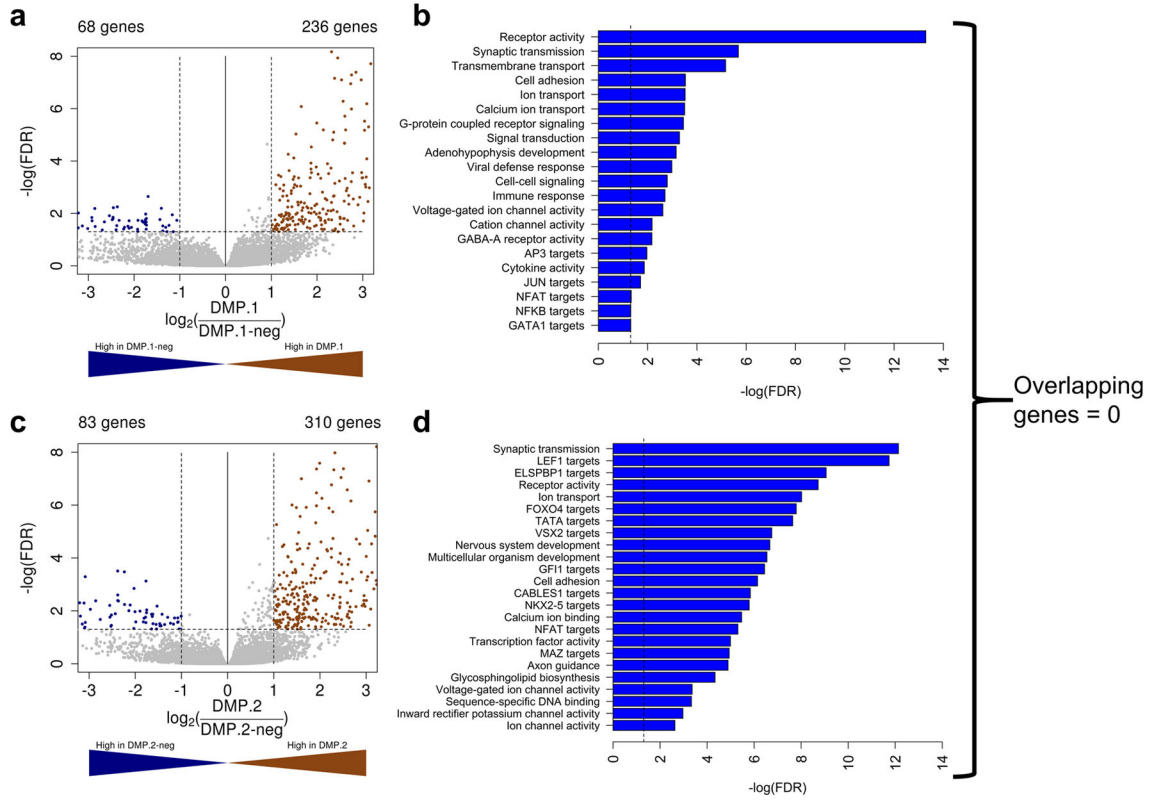 a
68 genes 236 genes
-log(FDR)
8
6
4
2
0
-3 -2 -1 0 1 2 3
log2(DMP.1/DMP.1-neg)
High in DMP.1-neg High in DMP.1
b
Receptor activity
Synaptic transmission
Transmembrane transport
Cell adhesion
Ion transport
Calcium ion transport
G-protein coupled receptor signaling
Signal transduction
Adenohypophysis development
Viral defense response
Cell-cell signaling
Immune response
Voltage-gated ion channel activity
Cation channel activity
GABA-A receptor activity
AP3 targets
Cytokine activity
JUN targets
NFAT targets
NFKB targets
GATA1 targets
0 2 4 6 8 10 12 14
-log(FDR)
Overlapping
genes = 0
c
83 genes 310 genes
-log(FDR)
8
6
4
2
0
-3 -2 -1 0 1 2 3
log2(DMP.2/DMP.2-neg)
High in DMP.2-neg High in DMP.2
d
Synaptic transmission
LEF1 targets
ELSPBP1 targets
Receptor activity
Ion transport
FOXO4 targets
TATA targets
VSX2 targets
Nervous system development
Multicellular organism development
GFI1 targets
Cell adhesion
CABLES1 targets
NKX2-5 targets
Calcium ion binding
NFAT targets
Transcription factor activity
MAZ targets
Axon guidance
Glycosphingolipid biosynthesis
Voltage-gated ion channel activity
Sequence-specific DNA binding
Inward rectifier potassium channel activity
Ion channel activity
0 2 4 6 8 10 12 14
-log(FDR)